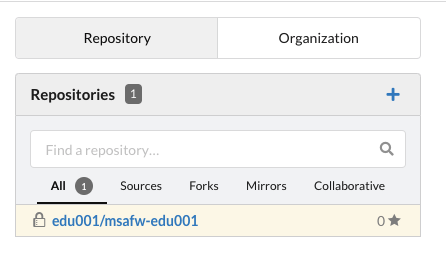 Repository Organization
Repositories 1
Find a repository...
All 1 Sources Forks Mirrors Collaborative
edu001/msafw-edu001 0